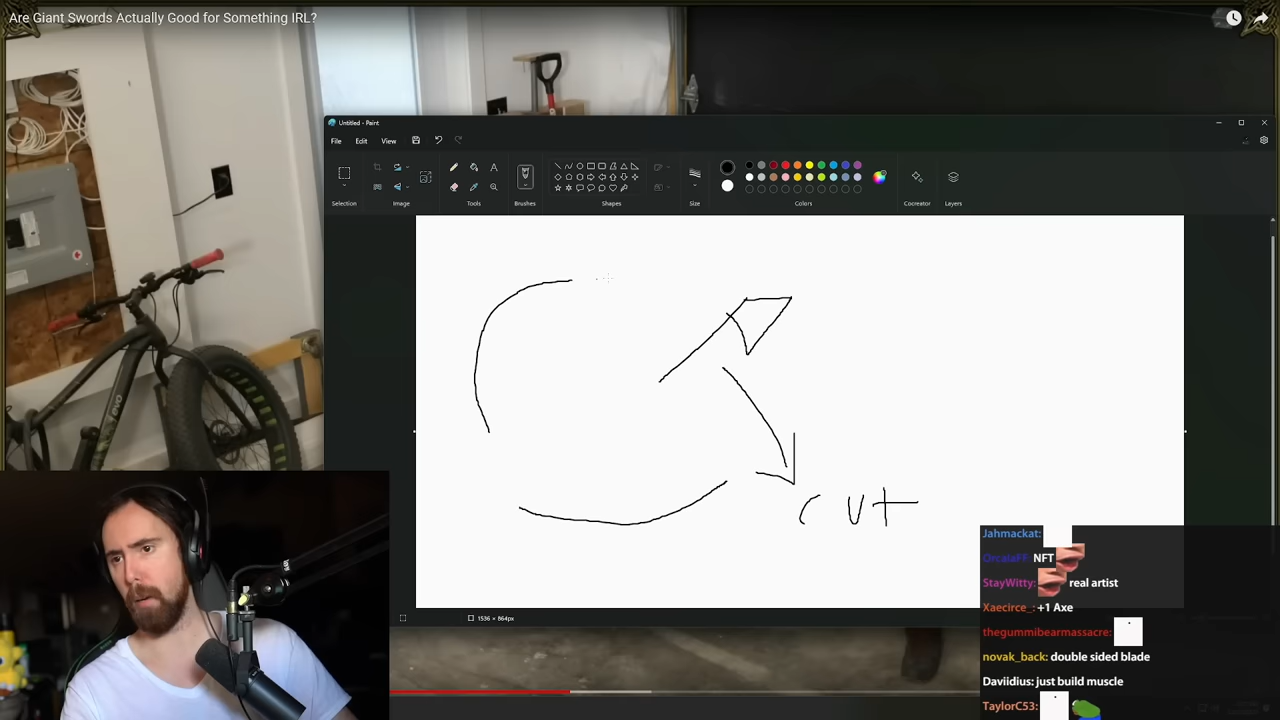 Are Giant Swords Actually Good for Something IRL?
Untitled - Paint
File Edit View
Selection Image Tools Brushes Shapes Size Colors Cocreator Layers
cut
1536 × 864px
evo
Jahmackat:
NFT
StayWitty: real artist
Xaecirce_: +1 Axe
thegummibearmassacre:
novak_back: double sided blade
Daviidius: just build muscle
TaylorC53: